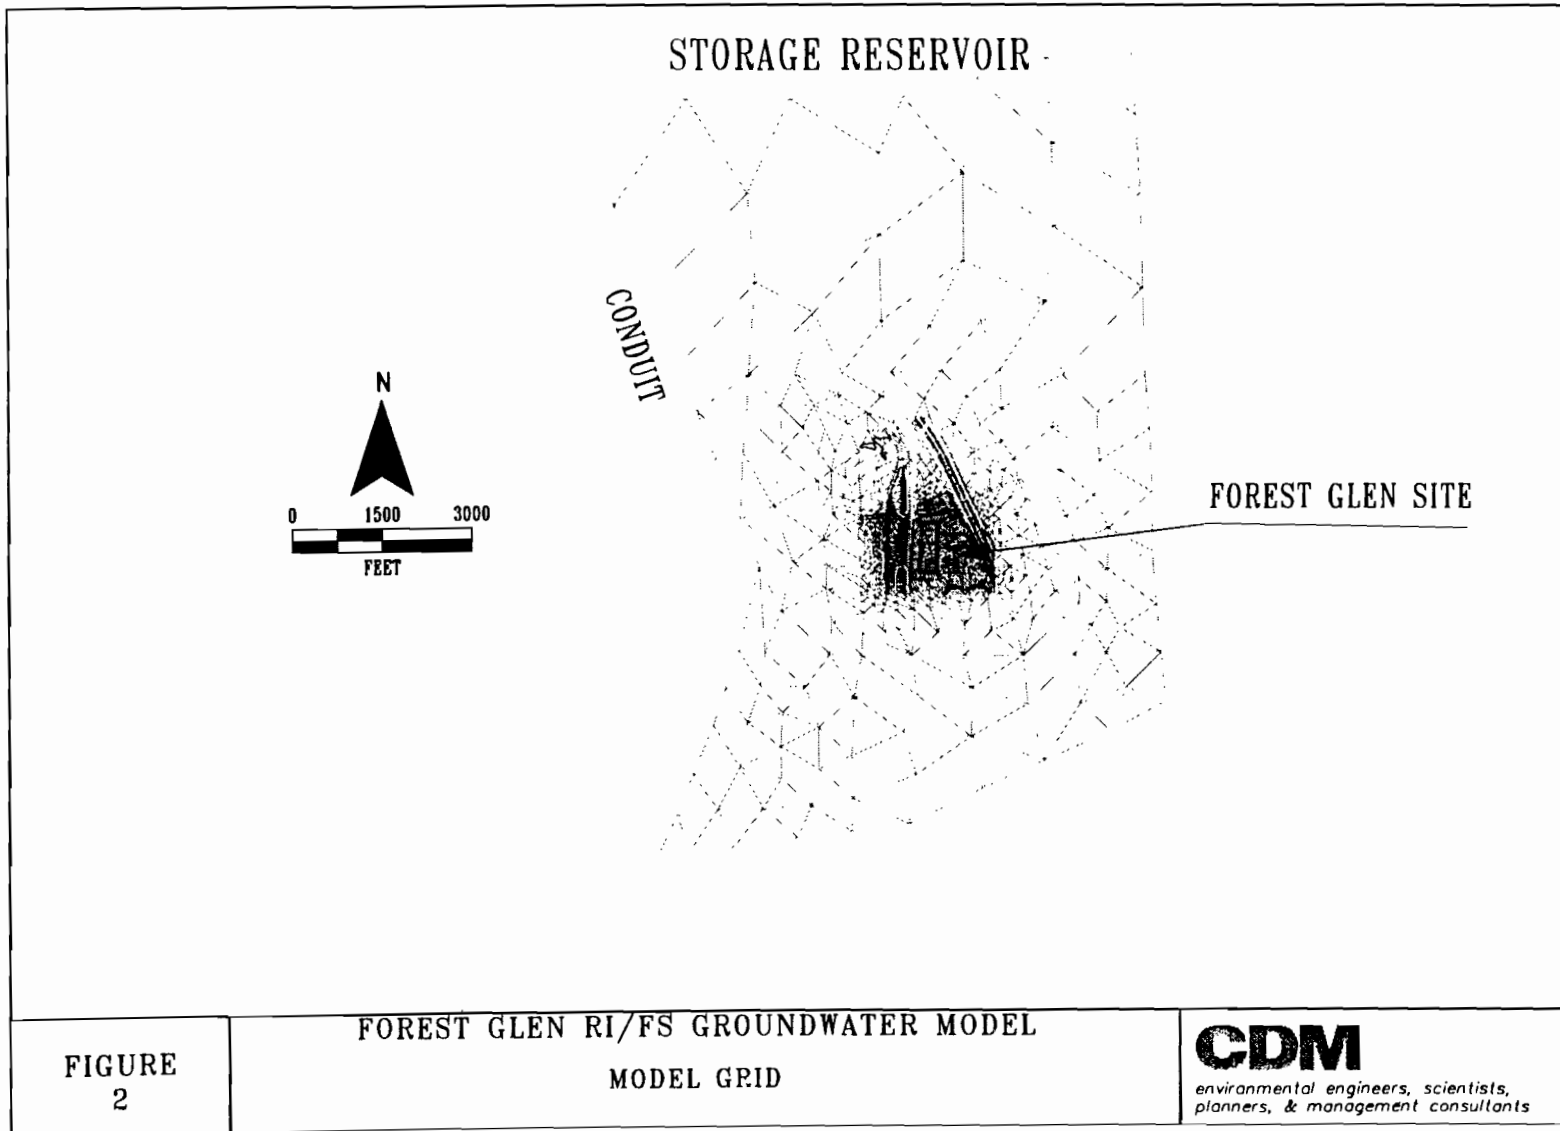 STORAGE RESERVOIR
CONDUIT
N
0 1500 3000
FEET
FOREST GLEN SITE
FIGURE
2
FOREST GLEN RI/FS GROUNDWATER MODEL
MODEL GRID
CDM
environmental engineers, scientists,
planners, & management consultants